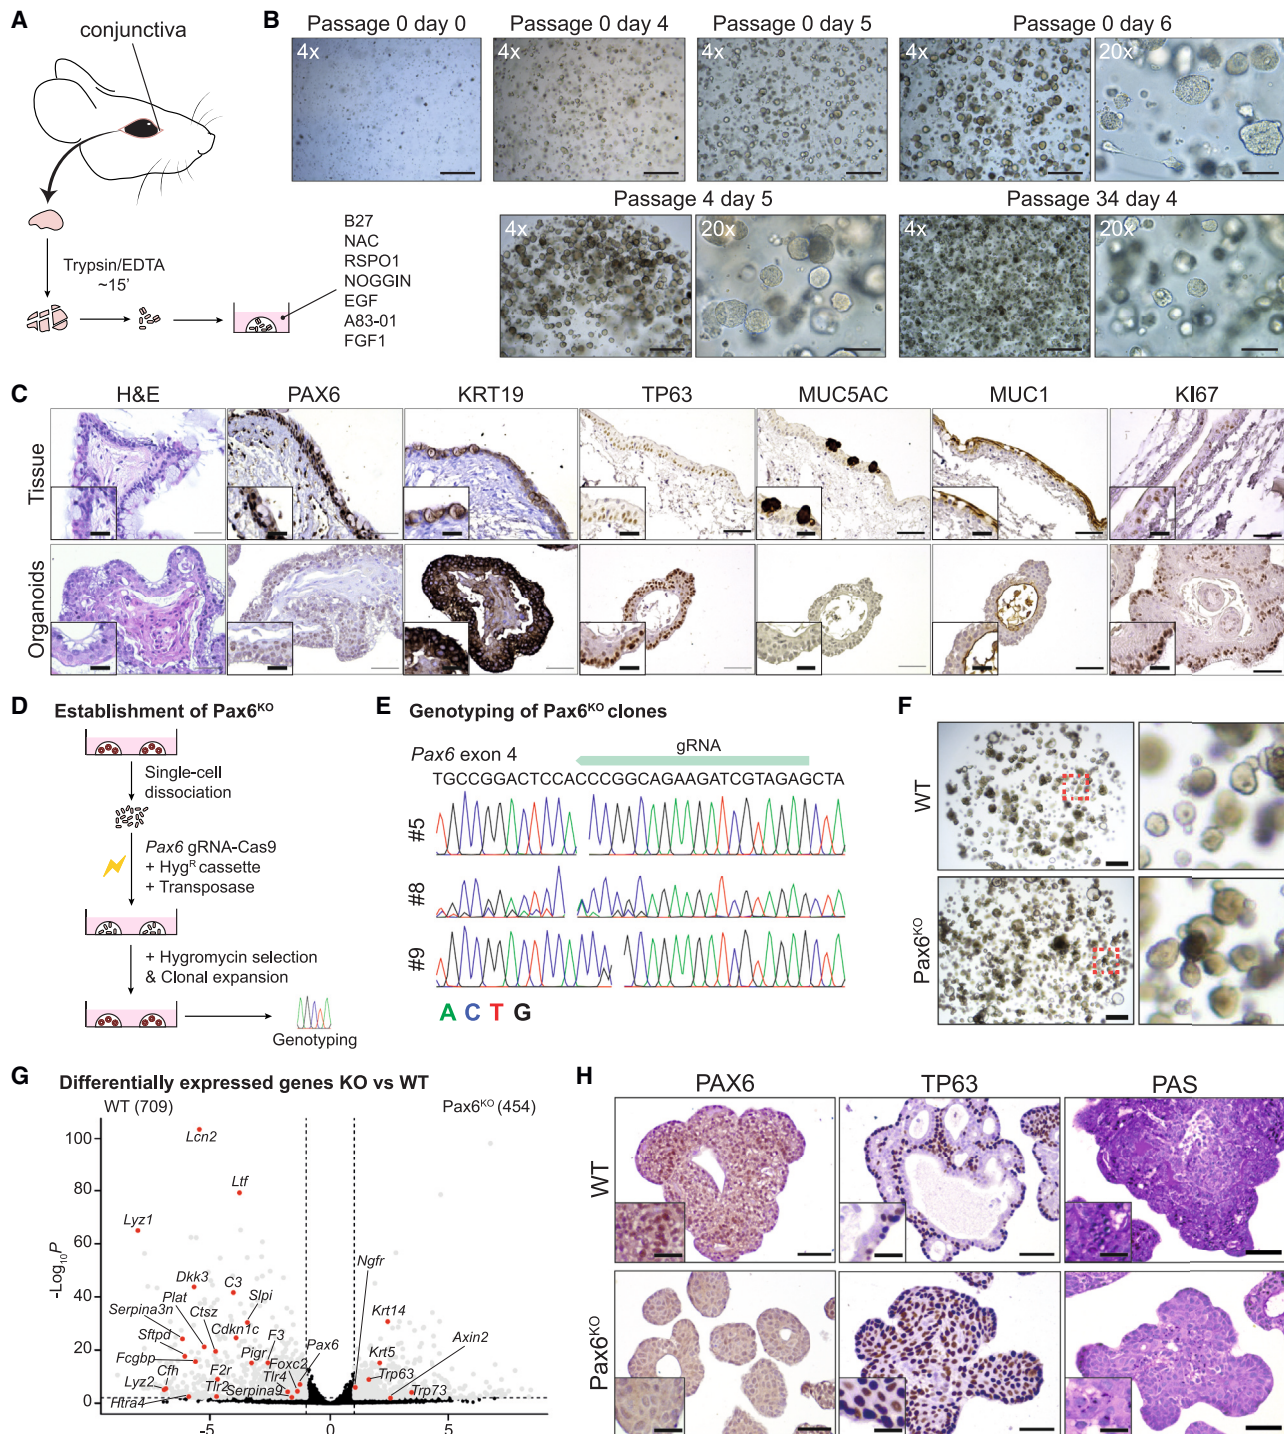 A
conjunctiva
Trypsin/EDTA
~15'
B27
NAC
RSPO1
NOGGIN
EGF
A83-01
FGF1
B
Passage 0 day 0
Passage 0 day 4
Passage 0 day 5
Passage 0 day 6
4x
4x
4x
4x
20x
Passage 4 day 5
Passage 34 day 4
4x
20x
4x
20x
C
H&E
PAX6
KRT19
TP63
MUC5AC
MUC1
KI67
Tissue
Organoids
D
Establishment of Pax6KO
Single-cell
dissociation
Pax6 gRNA-Cas9
+ HygR cassette
+ Transposase
+ Hygromycin selection
& Clonal expansion
Genotyping
E
Genotyping of Pax6KO clones
gRNA
Pax6 exon 4
TGCCGGACTCCACCCGGCAGAAGATCGTAGAGCTA
#5
#8
#9
A C T G
F
WT
Pax6KO
G
Differentially expressed genes KO vs WT
WT (709)
Pax6KO (454)
-Log10P
100
80
60
40
20
0
-5
0
5
Lcn2
Ltf
Lyz1
Dkk3
C3
Plat
Ctsz
Slpi
Serpina3n
Cdkn1c
Sftpd
Pigr
F3
Fcgbp
Foxc2
Pax6
Cfh
F2r
Tlr4
Lyz2
Tlr2
Serpina9
Htra4
Ngfr
Krt14
Axin2
Krt5
Trp63
Trp73
H
PAX6
TP63
PAS
WT
Pax6KO